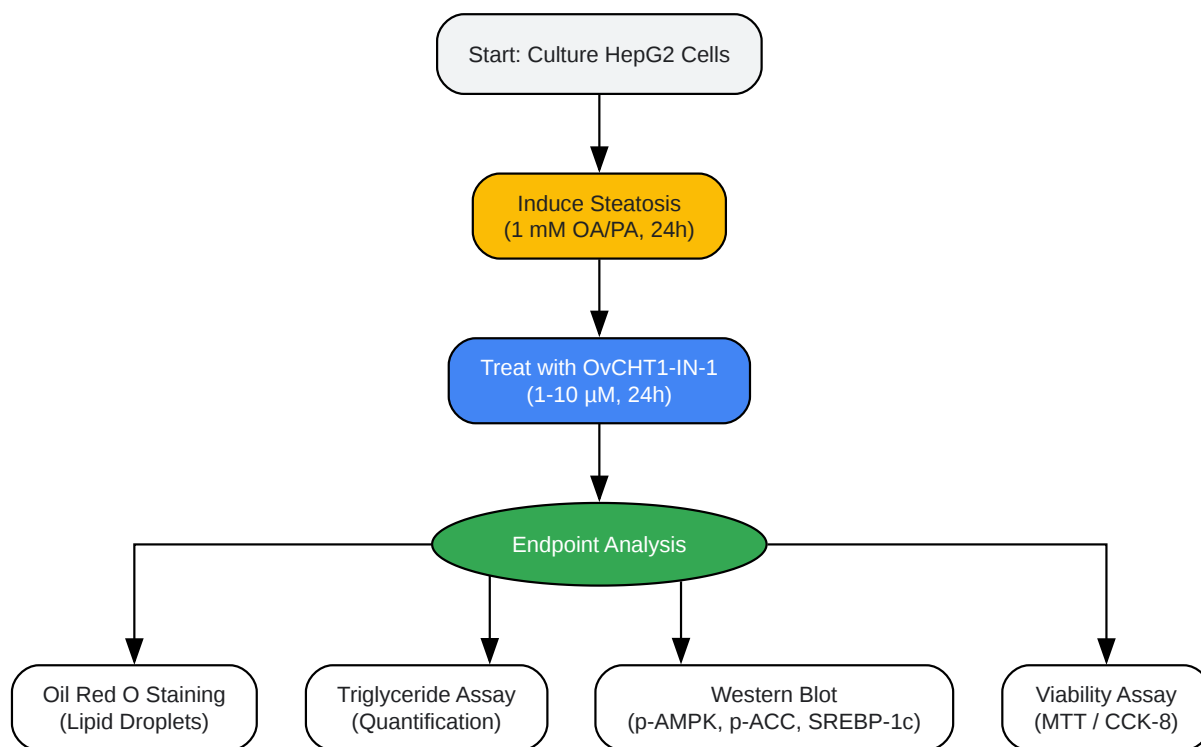 Start: Culture HepG2 Cells
Induce Steatosis
(1 mM OA/PA, 24h)
Treat with OvCHT1-IN-1
(1-10 µM, 24h)
Endpoint Analysis
Oil Red O Staining
(Lipid Droplets)
Triglyceride Assay
(Quantification)
Western Blot
(p-AMPK, p-ACC, SREBP-1c)
Viability Assay
(MTT / CCK-8)